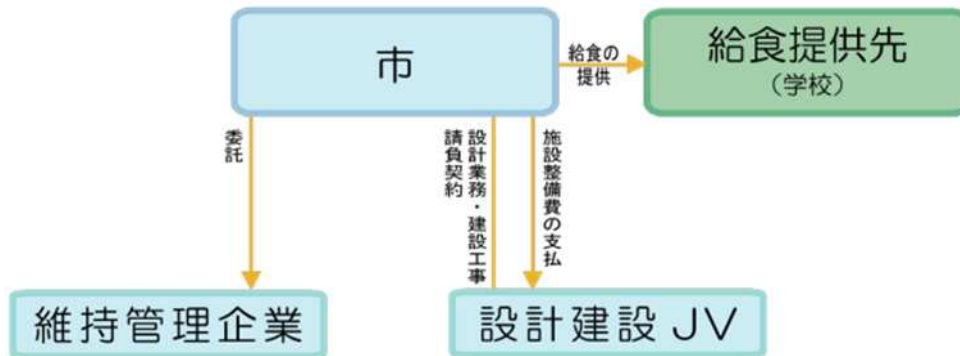 市
給食の
提供
給食提供先
（学校）
委託
設計業務・建設工事
請負契約
施設整備費の支払
維持管理企業
設計建設 JV